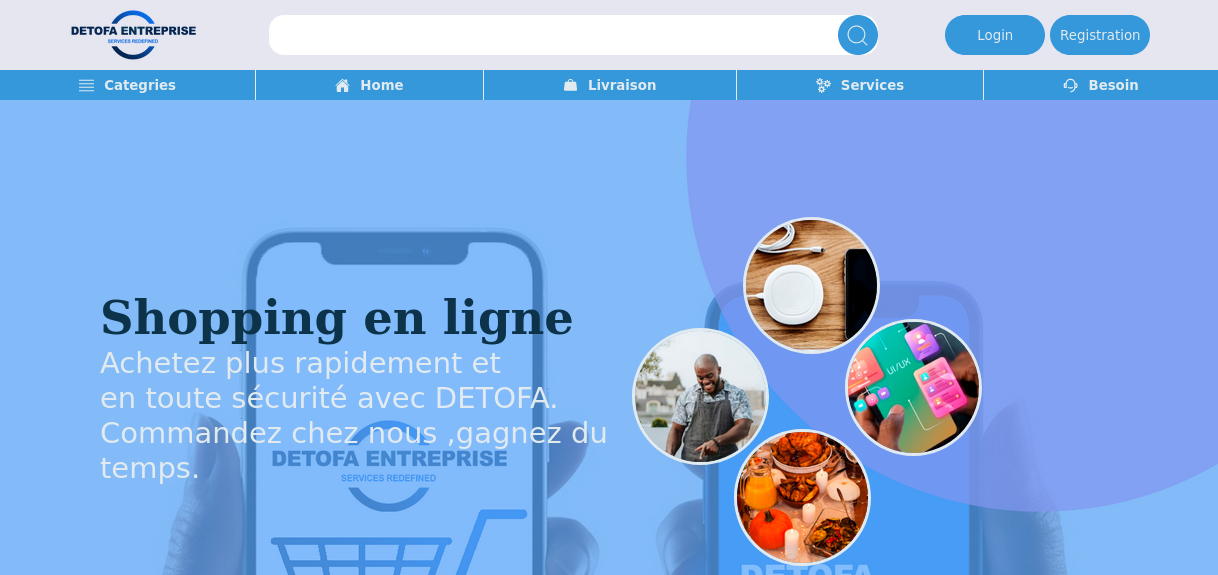 DETOFA ENTREPRISE
SERVICES REDEFINED
Login
Registration
Categries
Home
Livraison
Services
Besoin
Shopping en ligne
Achetez plus rapidement et
en toute sécurité avec DETOFA.
Commandez chez nous ,gagnez du
temps.
DETOFA ENTREPRISE
SERVICES REDEFINED
UI/UX
DETOFA